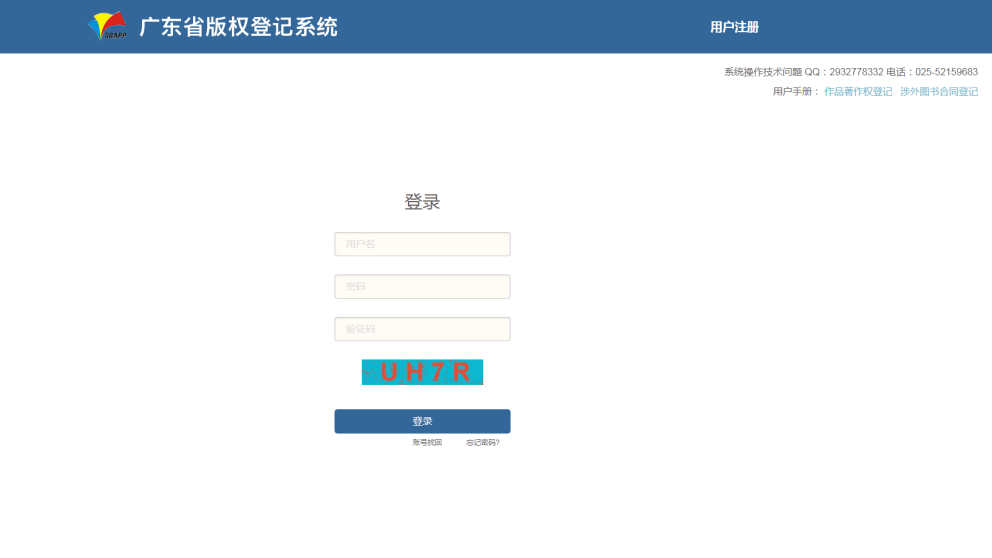 GDAPP 广东省版权登记系统 用户注册
系统操作技术问题 QQ：2932778332 电话：025-52159683
用户手册： 作品著作权登记 涉外图书合同登记
登录
用户名
密码
验证码
UH7R
登录
账号找回 忘记密码?